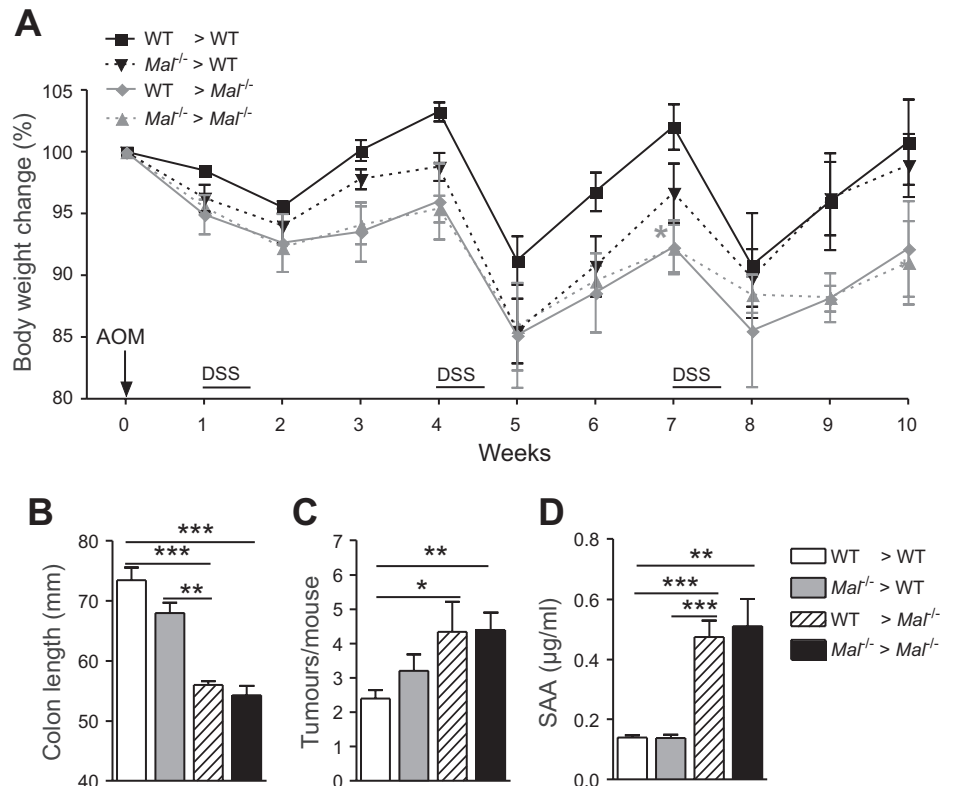 A
WT > WT
Mal-/- > WT
WT > Mal-/-
Mal-/- > Mal-/-
Body weight change (%)
105
100
95
90
85
80
AOM
DSS
DSS
DSS
*
0 1 2 3 4 5 6 7 8 9 10
Weeks
B
Colon length (mm)
80
70
60
50
40
***
***
**
C
Tumours/mouse
7
6
5
4
3
2
1
0
**
*
D
SAA (µg/ml)
0.8
0.6
0.4
0.2
0.0
**
***
***
WT > WT
Mal-/- > WT
WT > Mal-/-
Mal-/- > Mal-/-